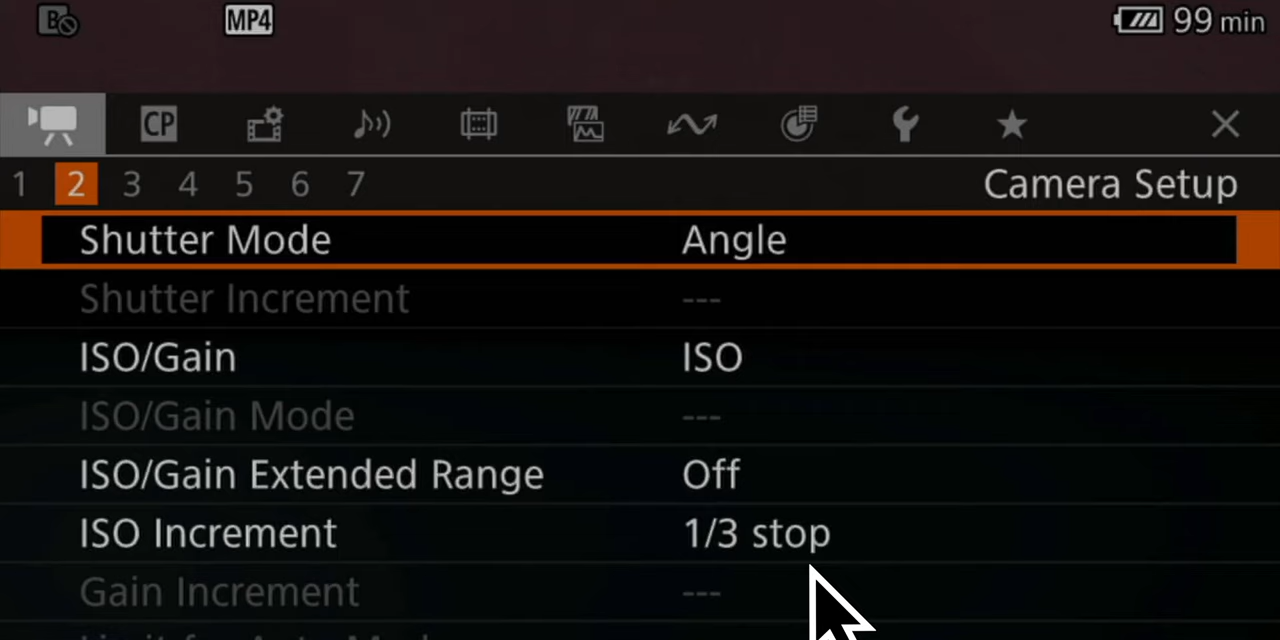 B
MP4
99 min
CP
1 2 3 4 5 6 7
Camera Setup
Shutter Mode Angle
Shutter Increment ---
ISO/Gain ISO
ISO/Gain Mode ---
ISO/Gain Extended Range Off
ISO Increment 1/3 stop
Gain Increment ---